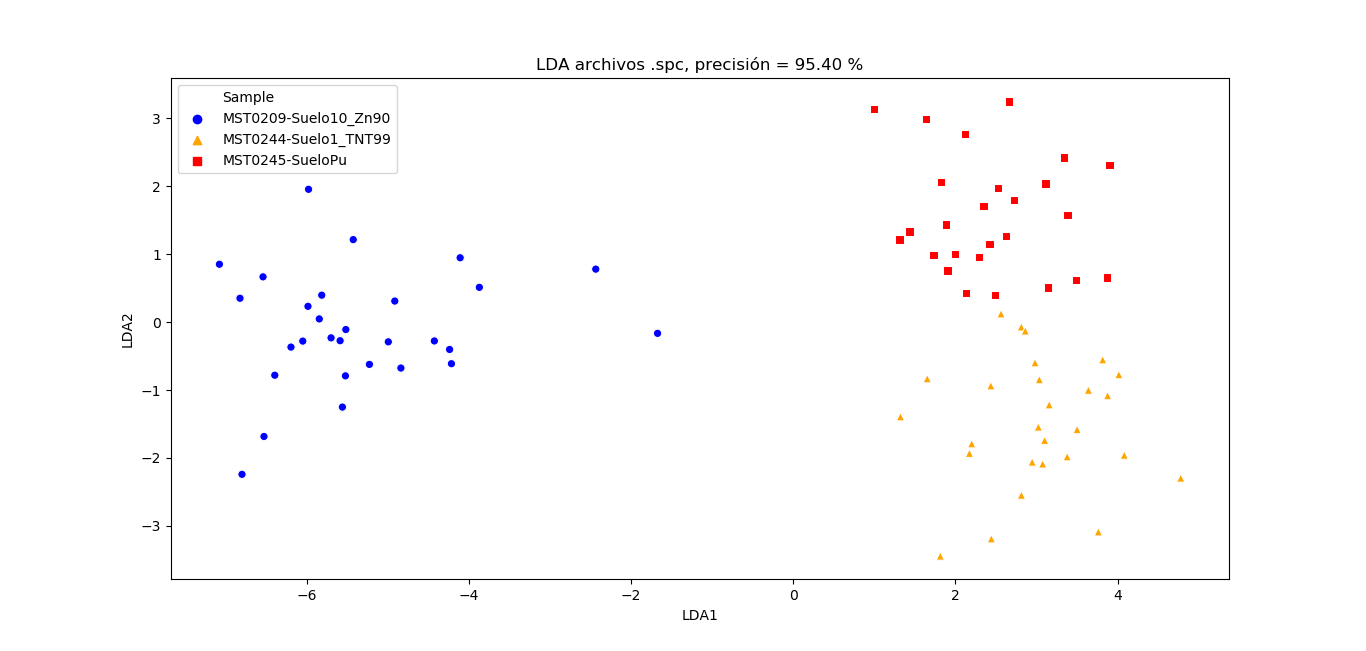 LDA archivos .spc, precisión = 95.40 %
Sample
MST0209-Suelo10_Zn90
MST0244-Suelo1_TNT99
MST0245-SueloPu
3
2
1
0
−1
−2
−3
LDA2
−6
−4
−2
0
2
4
LDA1